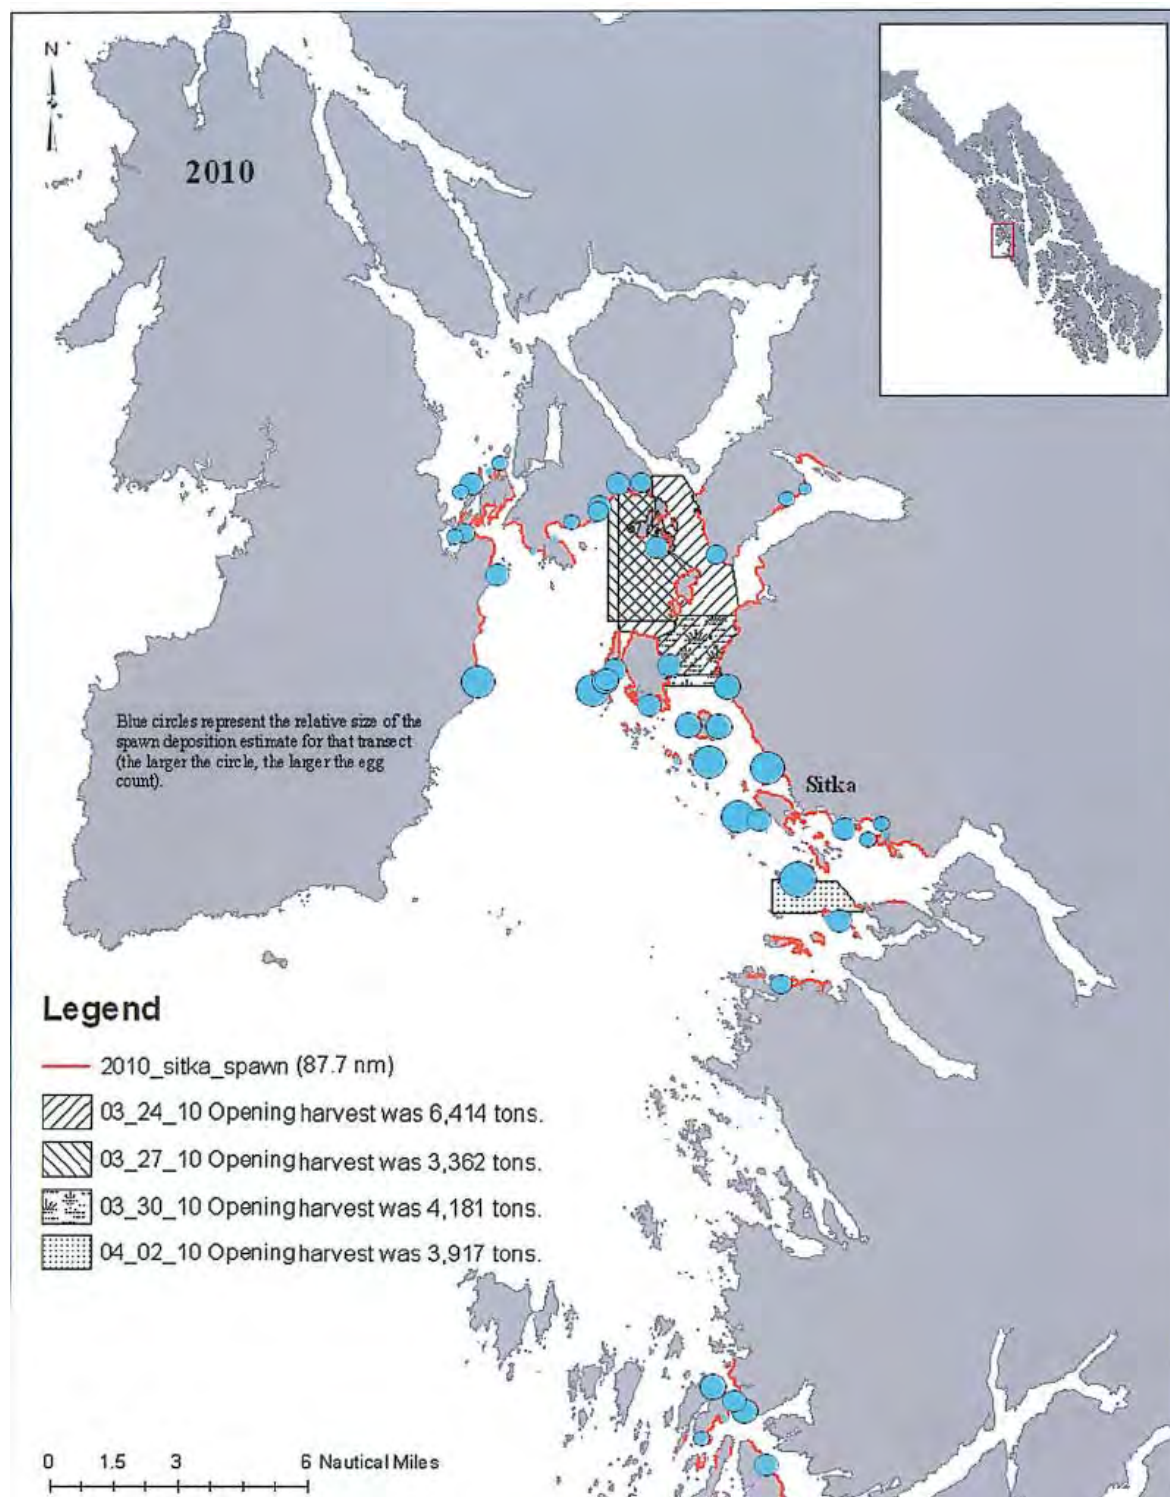 N
2010
Blue circles represent the relative size of the
spawn deposition estimate for that transect
(the larger the circle, the larger the egg
count).
Sitka
Legend
2010_sitka_spawn (87.7 nm)
03_24_10 Opening harvest was 6,414 tons.
03_27_10 Opening harvest was 3,362 tons.
03_30_10 Opening harvest was 4,181 tons.
04_02_10 Opening harvest was 3,917 tons.
0 1.5 3 6 Nautical Miles